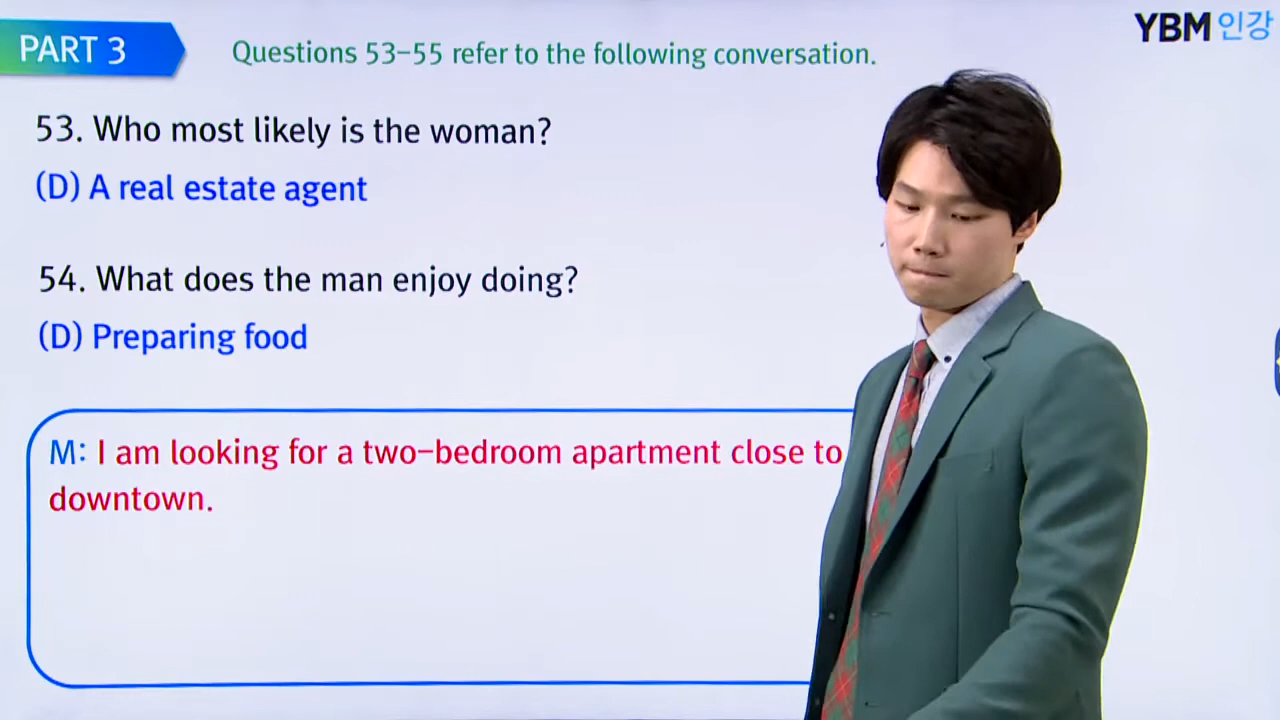 PART 3
Questions 53–55 refer to the following conversation.
YBM 인강
53. Who most likely is the woman?
(D) A real estate agent
54. What does the man enjoy doing?
(D) Preparing food
M: I am looking for a two–bedroom apartment close to
downtown.